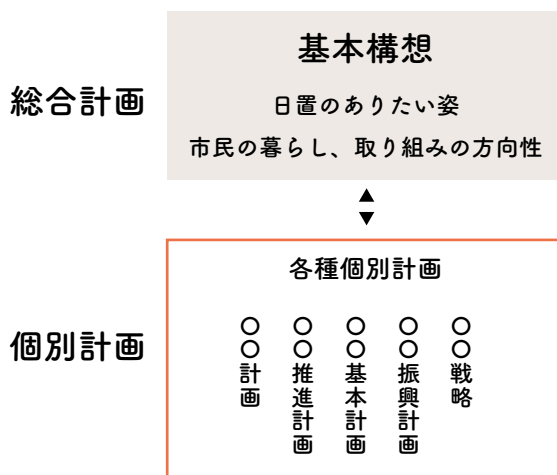 総合計画
基本構想
日置のありたい姿
市民の暮らし、取り組みの方向性
個別計画
各種個別計画
○○計画
○○推進計画
○○基本計画
○○振興計画
○○戦略